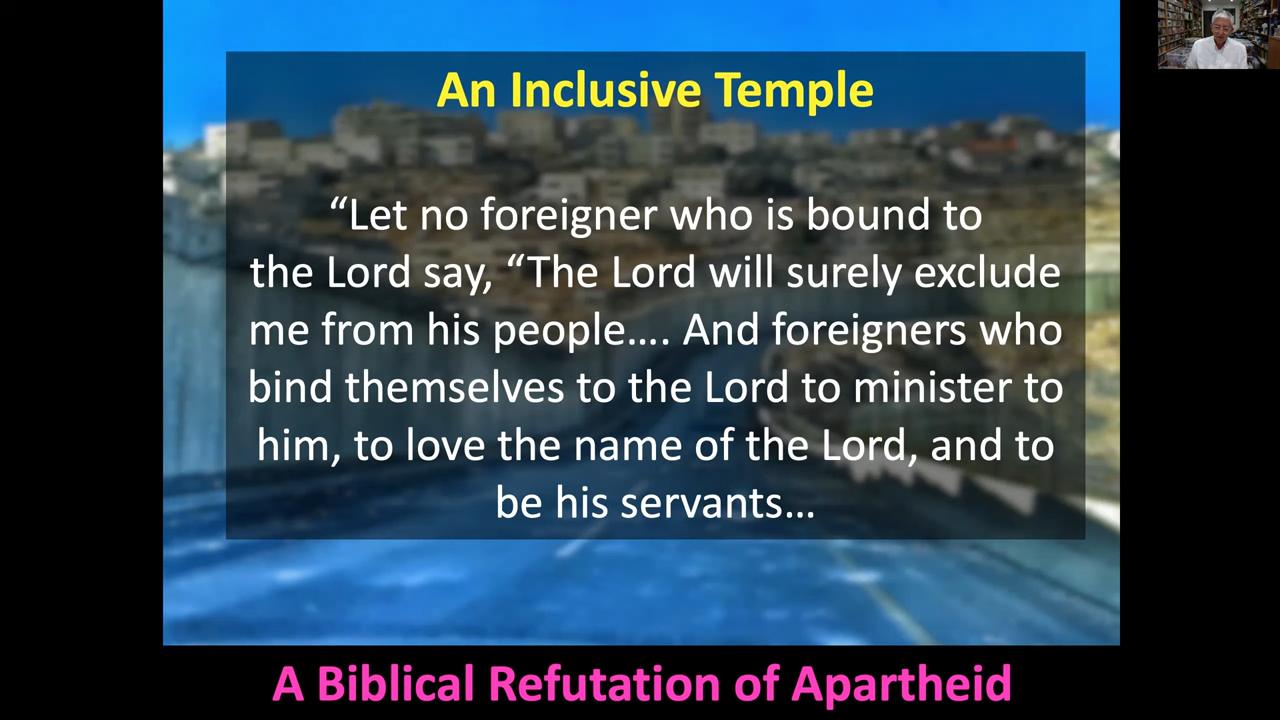 An Inclusive Temple
“Let no foreigner who is bound to
the Lord say, “The Lord will surely exclude
me from his people…. And foreigners who
bind themselves to the Lord to minister to
him, to love the name of the Lord, and to
be his servants…
A Biblical Refutation of Apartheid